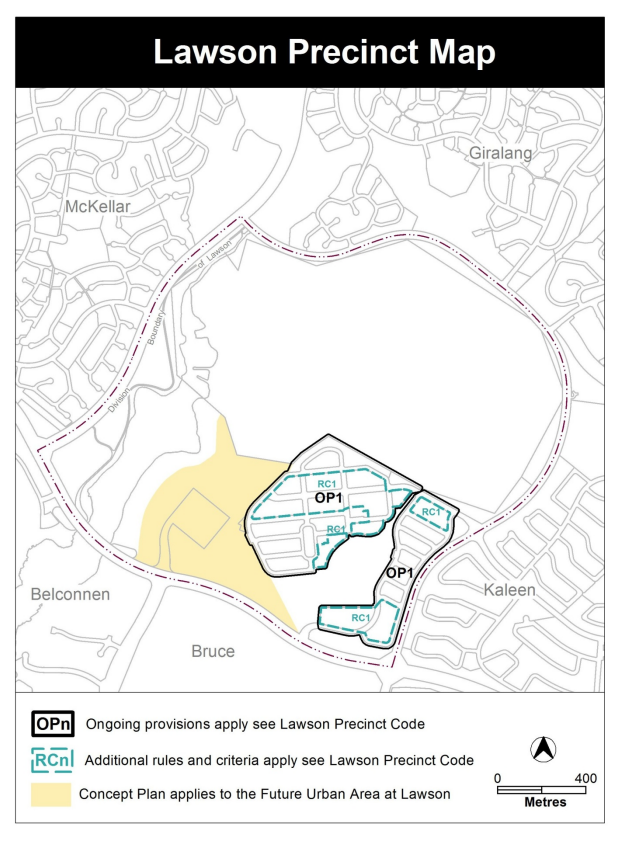 Lawson Precinct Map
Giralang
McKellar
Division Boundary of Lawson
RC1
OP1
RC1
RC1
OP1
Belconnen
Kaleen
RC1
Bruce
OPn Ongoing provisions apply see Lawson Precinct Code
RCn Additional rules and criteria apply see Lawson Precinct Code
Concept Plan applies to the Future Urban Area at Lawson
0 400
Metres